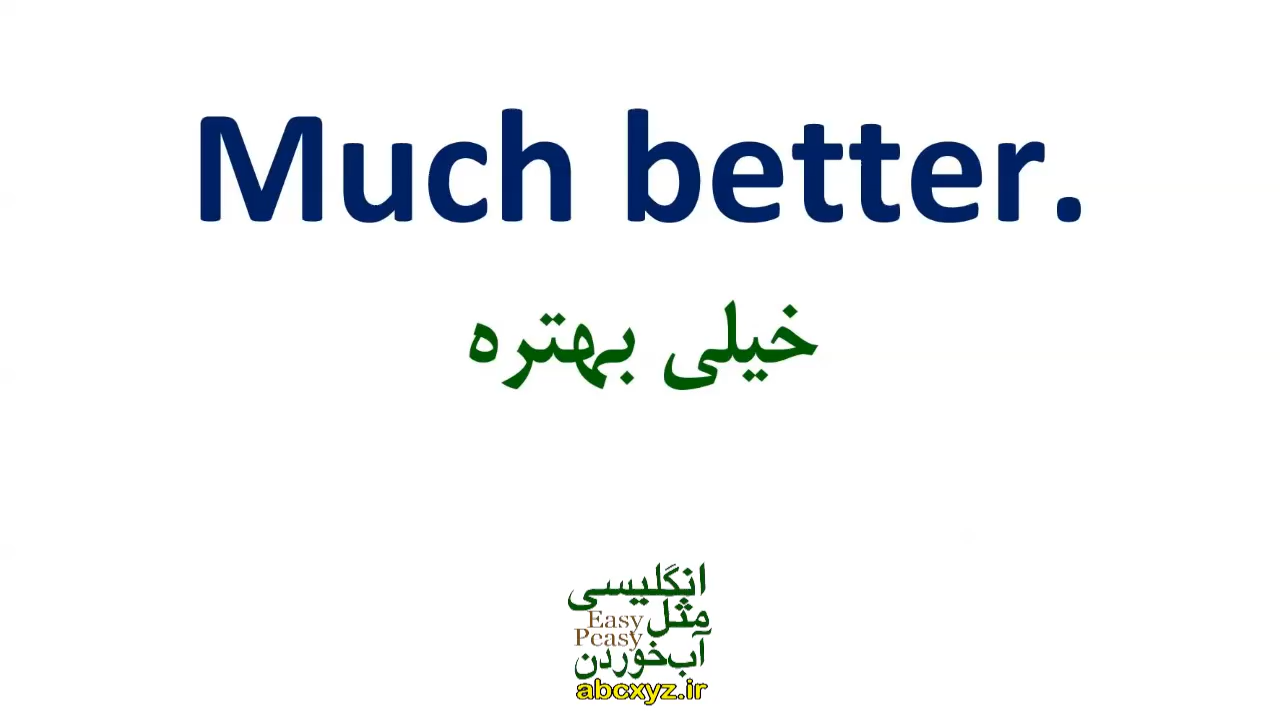 Much better.
خیلی بهتره
انگلیسی
مثل
Easy
Peasy
آب‌خوردن
abcxyz.ir